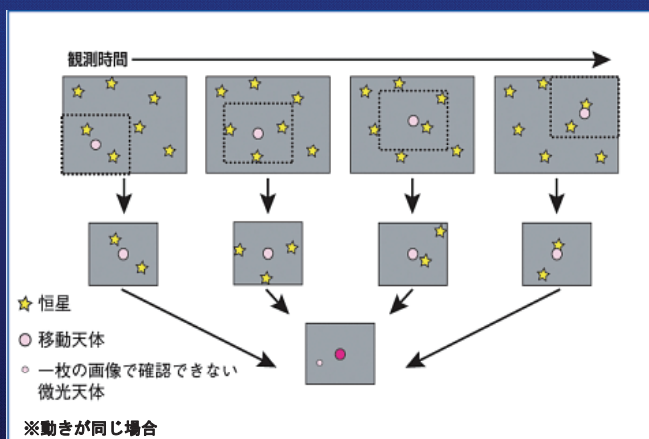 観測時間
恒星
移動天体
一枚の画像で確認できない
微光天体
※動きが同じ場合